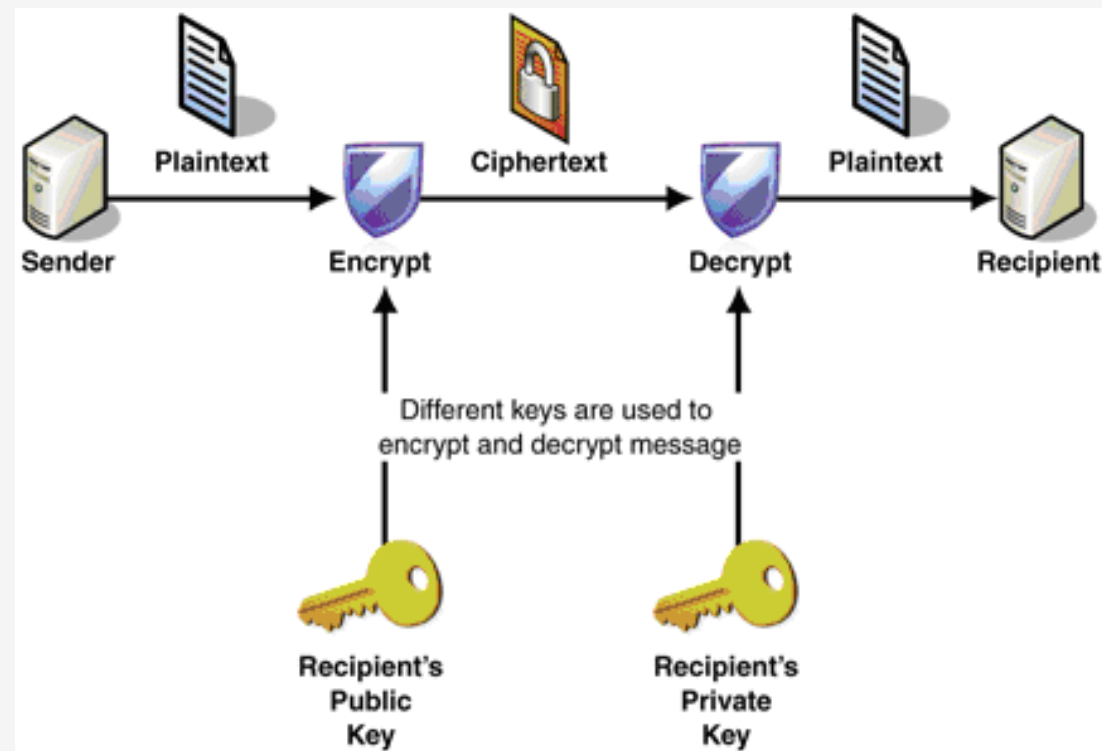 Plaintext
Ciphertext
Plaintext
Sender
Encrypt
Decrypt
Recipient
Different keys are used to
encrypt and decrypt message
Recipient's
Public
Key
Recipient's
Private
Key